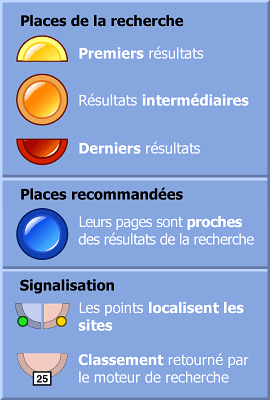 Places de la recherche
Premiers résultats
Résultats intermédiaires
Derniers résultats
Places recommandées
Leurs pages sont proches
des résultats de la recherche
Signalisation
Les points localisent les
sites
Classement retourné par
le moteur de recherche
25